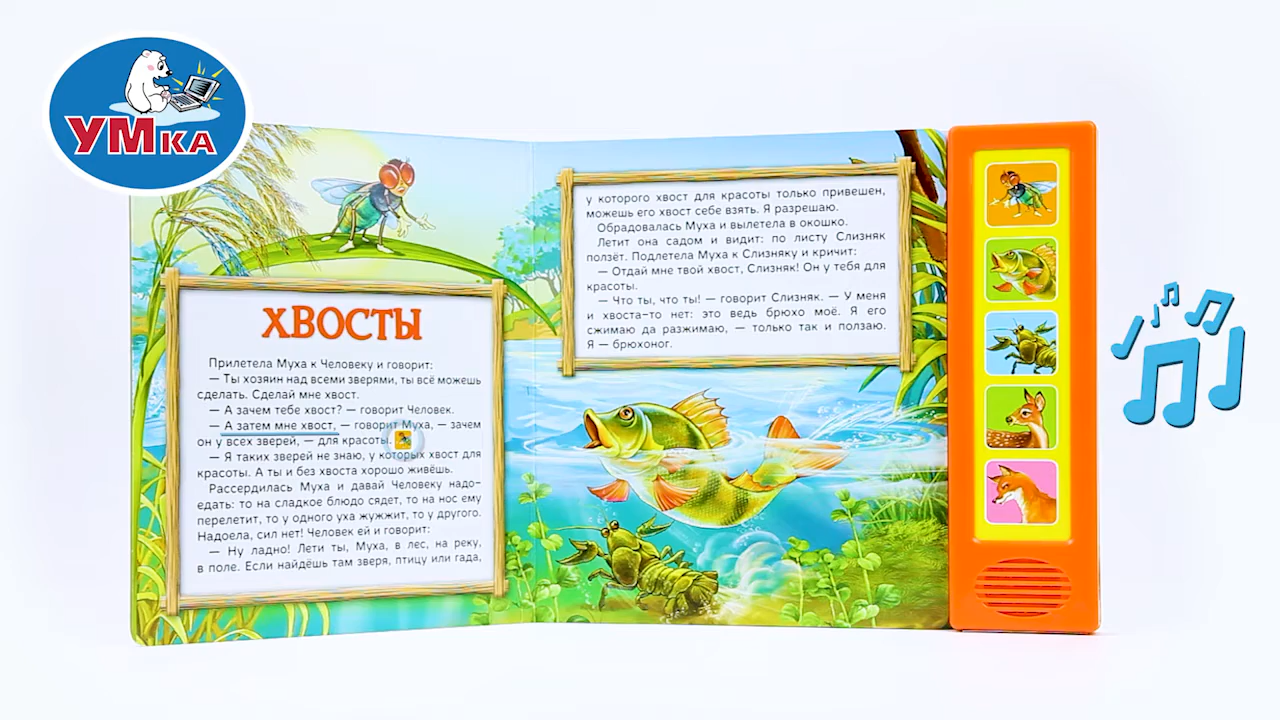 УМка
ХВОСТЫ
Прилетела Муха к Человеку и говорит:
— Ты хозяин над всеми зверями, ты всё можешь
сделать. Сделай мне хвост.
— А зачем тебе хвост? — говорит Человек.
— А затем мне хвост, — говорит Муха, — зачем
он у всех зверей, — для красоты.
— Я таких зверей не знаю, у которых хвост для
красоты. А ты и без хвоста хорошо живёшь.
Рассердилась Муха и давай Человеку надо-
едать: то на сладкое блюдо сядет, то на нос ему
перелетит, то у одного уха жужжит, то у другого.
Надоела, сил нет! Человек ей и говорит:
— Ну ладно! Лети ты, Муха, в лес, на реку,
в поле. Если найдёшь там зверя, птицу или гада,
у которого хвост для красоты только привешен,
можешь его хвост себе взять. Я разрешаю.
Обрадовалась Муха и вылетела в окошко.
Летит она садом и видит: по листу Слизняк
ползёт. Подлетела Муха к Слизняку и кричит:
— Отдай мне твой хвост, Слизняк! Он у тебя для
красоты.
— Что ты, что ты! — говорит Слизняк. — У меня
и хвоста-то нет: это ведь брюхо моё. Я его
сжимаю да разжимаю, — только так и ползаю.
Я — брюхоног.